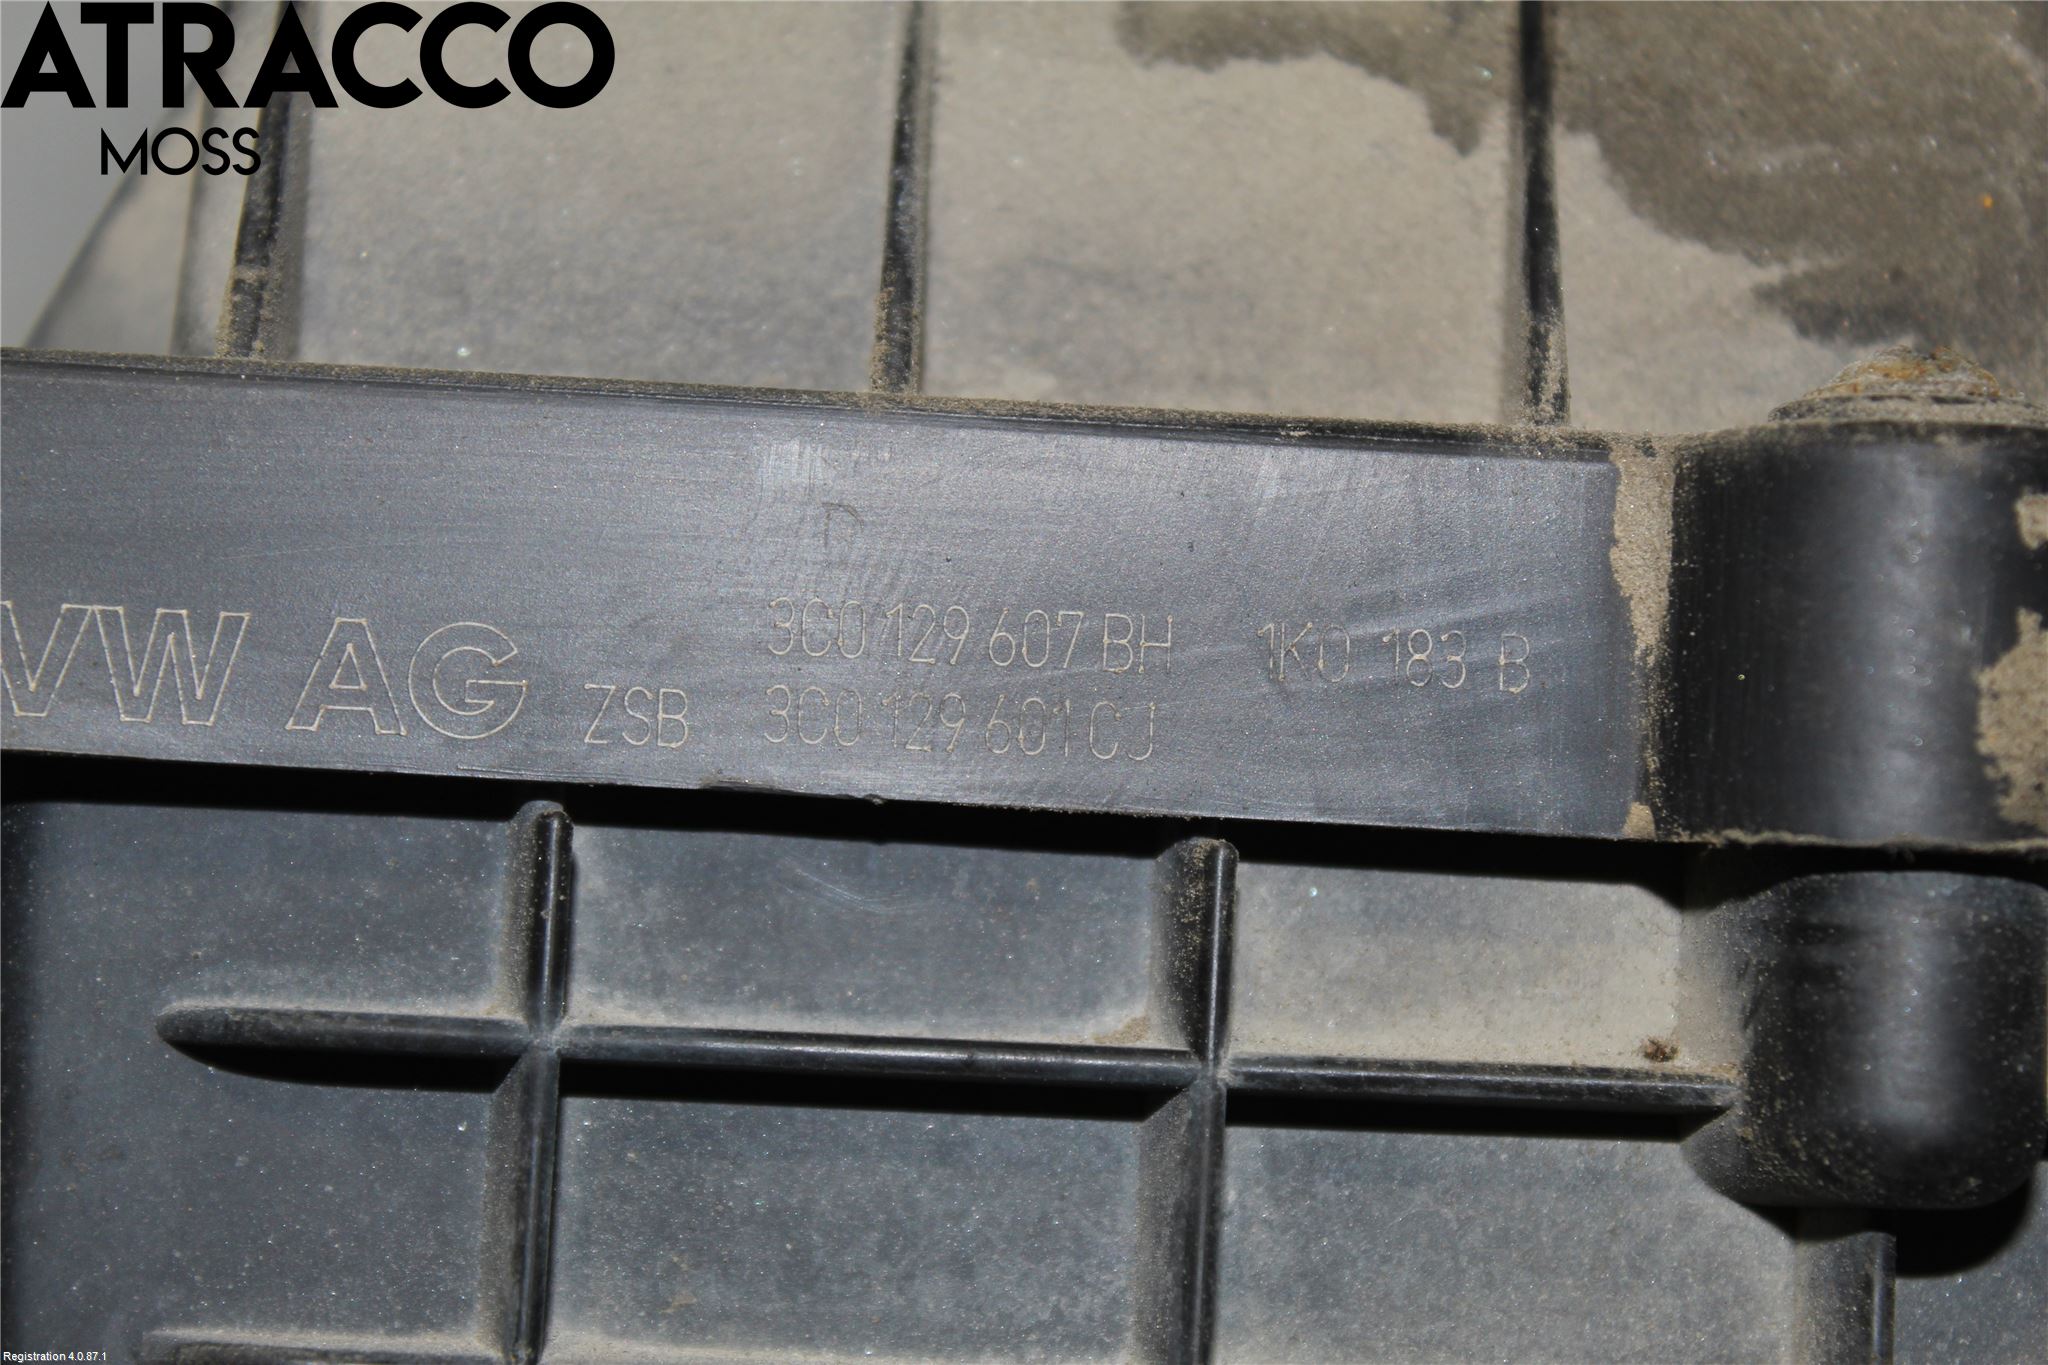 ATRACCO
MOSS
D
3C0 129 607 BH 1K0 183 B
VW AG
ZSB 3C0 129 601 CJ
Registration 4.0.87.1